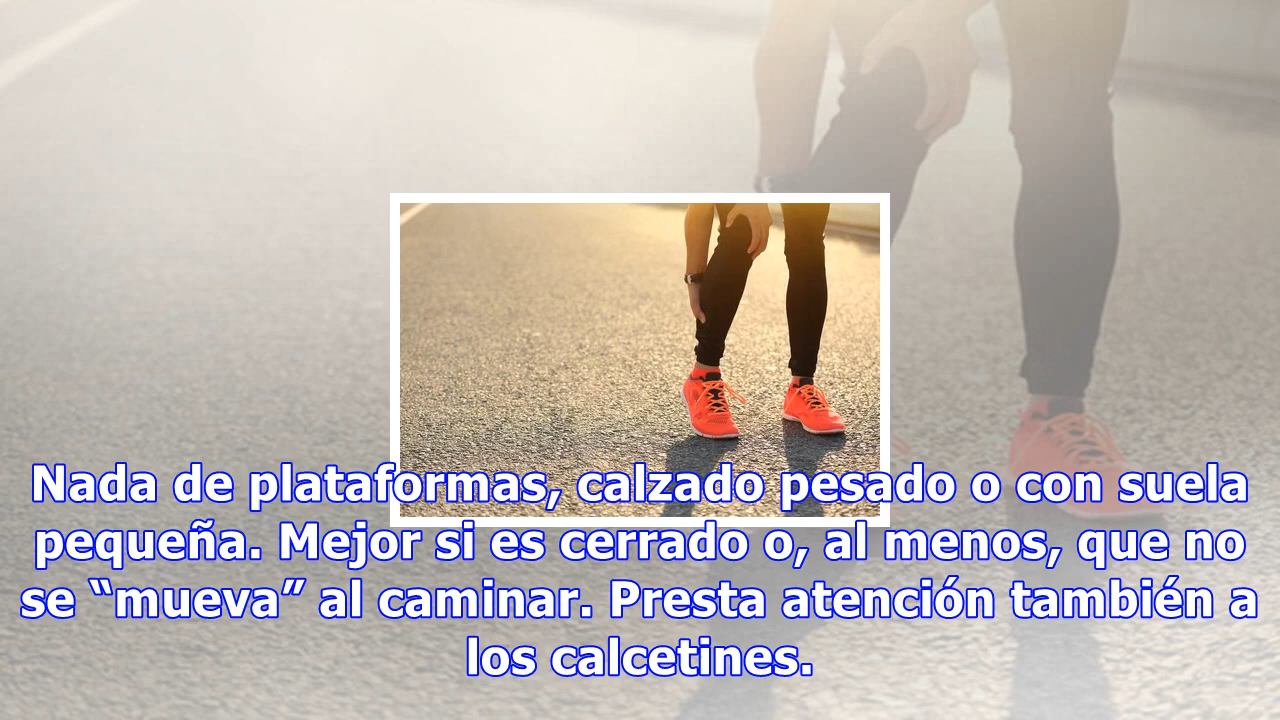 Nada de plataformas, calzado pesado o con suela
pequeña. Mejor si es cerrado o, al menos, que no
se “mueva” al caminar. Presta atención también a
los calcetines.